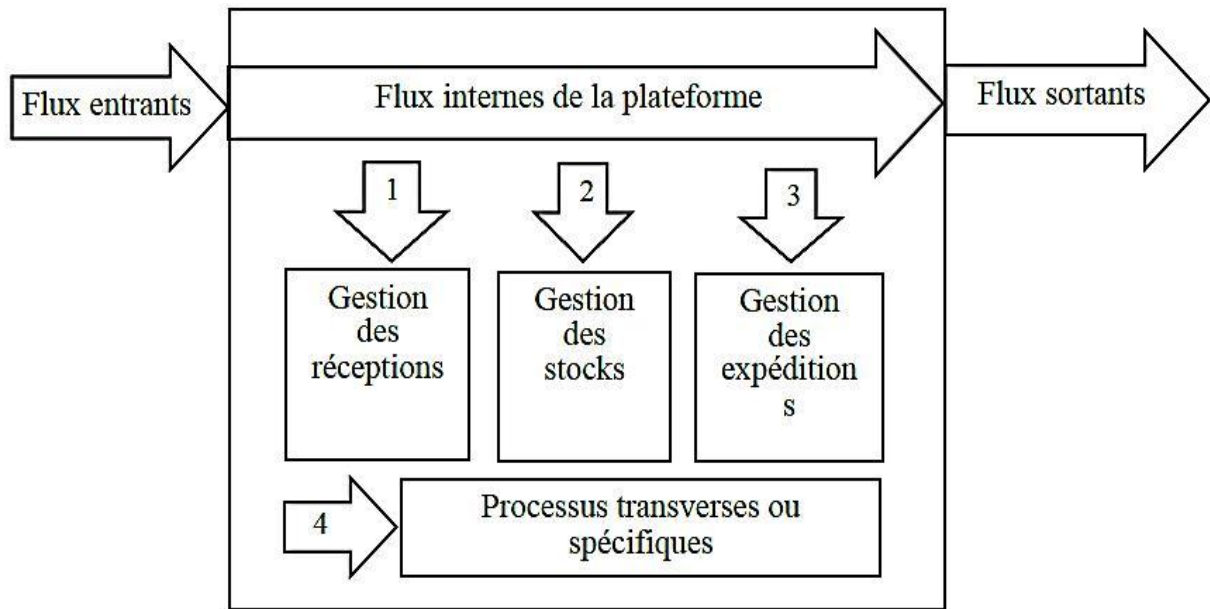 Flux entrants
Flux internes de la plateforme
Flux sortants
1
2
3
Gestion
des
réceptions
Gestion
des
stocks
Gestion
des
expédition
s
4
Processus transverses ou
spécifiques